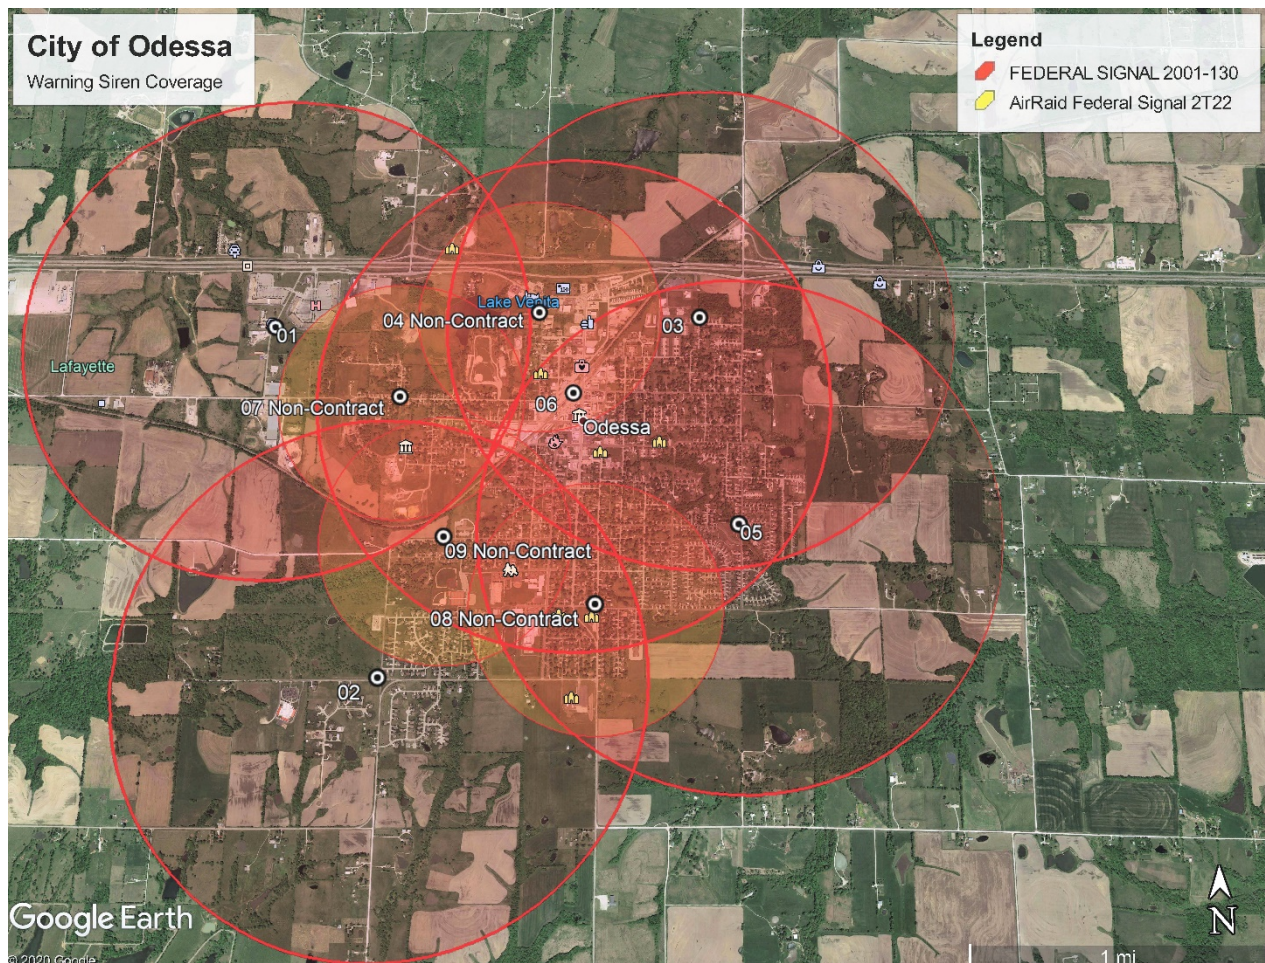 City of Odessa
Warning Siren Coverage
Legend
FEDERAL SIGNAL 2001-130
AirRaid Federal Signal 2T22
Lake Venita
04 Non-Contract
03
01
Lafayette
07 Non-Contract
06
Odessa
05
09 Non-Contract
08 Non-Contract
02
Google Earth
N
© 2020 Google
1 mi